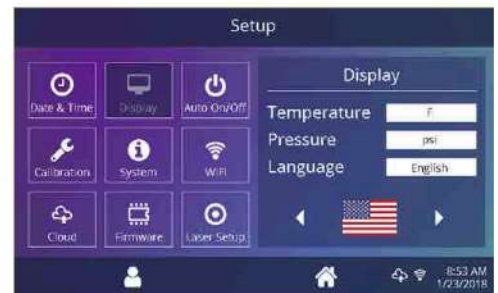 Setup
Date & Time
Display
Auto On/Off
Calibration
System
WiFi
Cloud
Firmware
Laser Setup
Display
Temperature F
Pressure psi
Language English
8:53 AM
1/23/2018